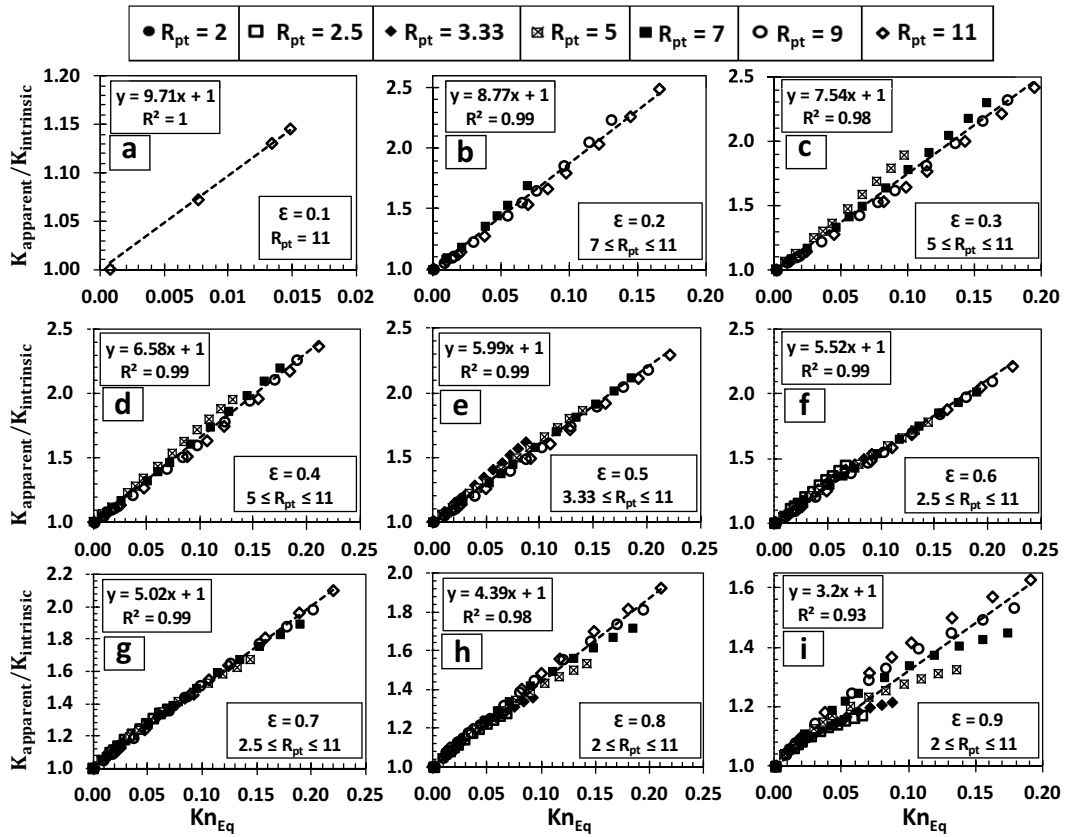 R_pt = 2 R_pt = 2.5 R_pt = 3.33 R_pt = 5 R_pt = 7 R_pt = 9 R_pt = 11
K_apparent / K_intrinsic
1.20
1.15
1.10
1.05
1.00
y = 9.71x + 1
R² = 1
a
Ɛ = 0.1
R_pt = 11
0.00 0.01 0.01 0.02 0.02
2.5
2.0
1.5
1.0
y = 8.77x + 1
R² = 0.99
b
Ɛ = 0.2
7 ≤ R_pt ≤ 11
0.00 0.05 0.10 0.15 0.20
2.5
2.0
1.5
1.0
y = 7.54x + 1
R² = 0.98
c
Ɛ = 0.3
5 ≤ R_pt ≤ 11
0.00 0.05 0.10 0.15 0.20
K_apparent / K_intrinsic
2.5
2.0
1.5
1.0
y = 6.58x + 1
R² = 0.99
d
Ɛ = 0.4
5 ≤ R_pt ≤ 11
0.00 0.05 0.10 0.15 0.20 0.25
2.5
2.0
1.5
1.0
y = 5.99x + 1
R² = 0.99
e
Ɛ = 0.5
3.33 ≤ R_pt ≤ 11
0.00 0.05 0.10 0.15 0.20 0.25
2.5
2.0
1.5
1.0
y = 5.52x + 1
R² = 0.99
f
Ɛ = 0.6
2.5 ≤ R_pt ≤ 11
0.00 0.05 0.10 0.15 0.20 0.25
K_apparent / K_intrinsic
2.2
2.0
1.8
1.6
1.4
1.2
1.0
y = 5.02x + 1
R² = 0.99
g
Ɛ = 0.7
2.5 ≤ R_pt ≤ 11
0.00 0.05 0.10 0.15 0.20 0.25
Kn_Eq
2.0
1.8
1.6
1.4
1.2
1.0
y = 4.39x + 1
R² = 0.98
h
Ɛ = 0.8
2 ≤ R_pt ≤ 11
0.00 0.05 0.10 0.15 0.20 0.25
Kn_Eq
1.6
1.4
1.2
1.0
y = 3.2x + 1
R² = 0.93
i
Ɛ = 0.9
2 ≤ R_pt ≤ 11
0.00 0.05 0.10 0.15 0.20
Kn_Eq